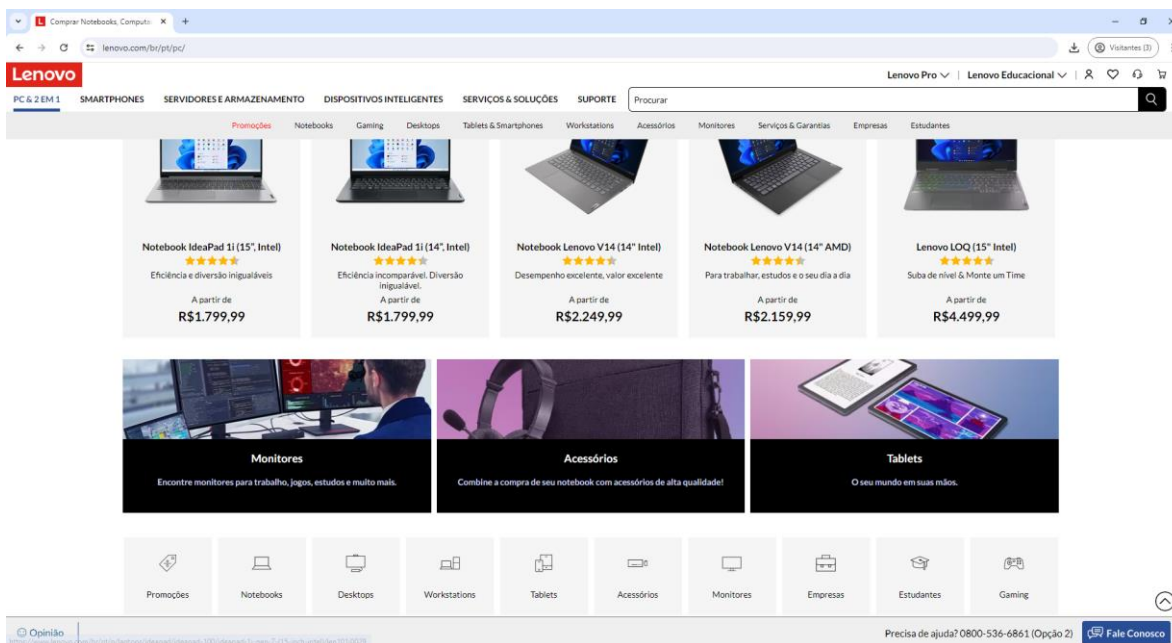 Comprar Notebooks, Computo
lenovo.com/br/pt/pc/
Visitantes (3)
Lenovo
Lenovo Pro | Lenovo Educacional
PC & 2 EM 1 SMARTPHONES SERVIDORES E ARMAZENAMENTO DISPOSITIVOS INTELIGENTES SERVIÇOS & SOLUÇÕES SUPORTE Procurar
Promoções Notebooks Gaming Desktops Tablets & Smartphones Workstations Acessórios Monitores Serviços & Garantias Empresas Estudantes
Notebook IdeaPad 1i (15", Intel)
Eficiência e diversão inigualáveis
A partir de
R$1.799,99
Notebook IdeaPad 1i (14", Intel)
Eficiência incomparável. Diversão
inigualável.
A partir de
R$1.799,99
Notebook Lenovo V14 (14" Intel)
Desempenho excelente, valor excelente
A partir de
R$2.249,99
Notebook Lenovo V14 (14" AMD)
Para trabalhar, estudos e o seu dia a dia
A partir de
R$2.159,99
Lenovo LOQ (15" Intel)
Suba de nível & Monte um Time
A partir de
R$4.499,99
Monitores
Encontre monitores para trabalho, jogos, estudos e muito mais.
Acessórios
Combine a compra de seu notebook com acessórios de alta qualidade!
Tablets
O seu mundo em suas mãos.
Promoções Notebooks Desktops Workstations Tablets Acessórios Monitores Empresas Estudantes Gaming
Opinião
Precisa de ajuda? 0800-536-6861 (Opção 2) Fale Conosco